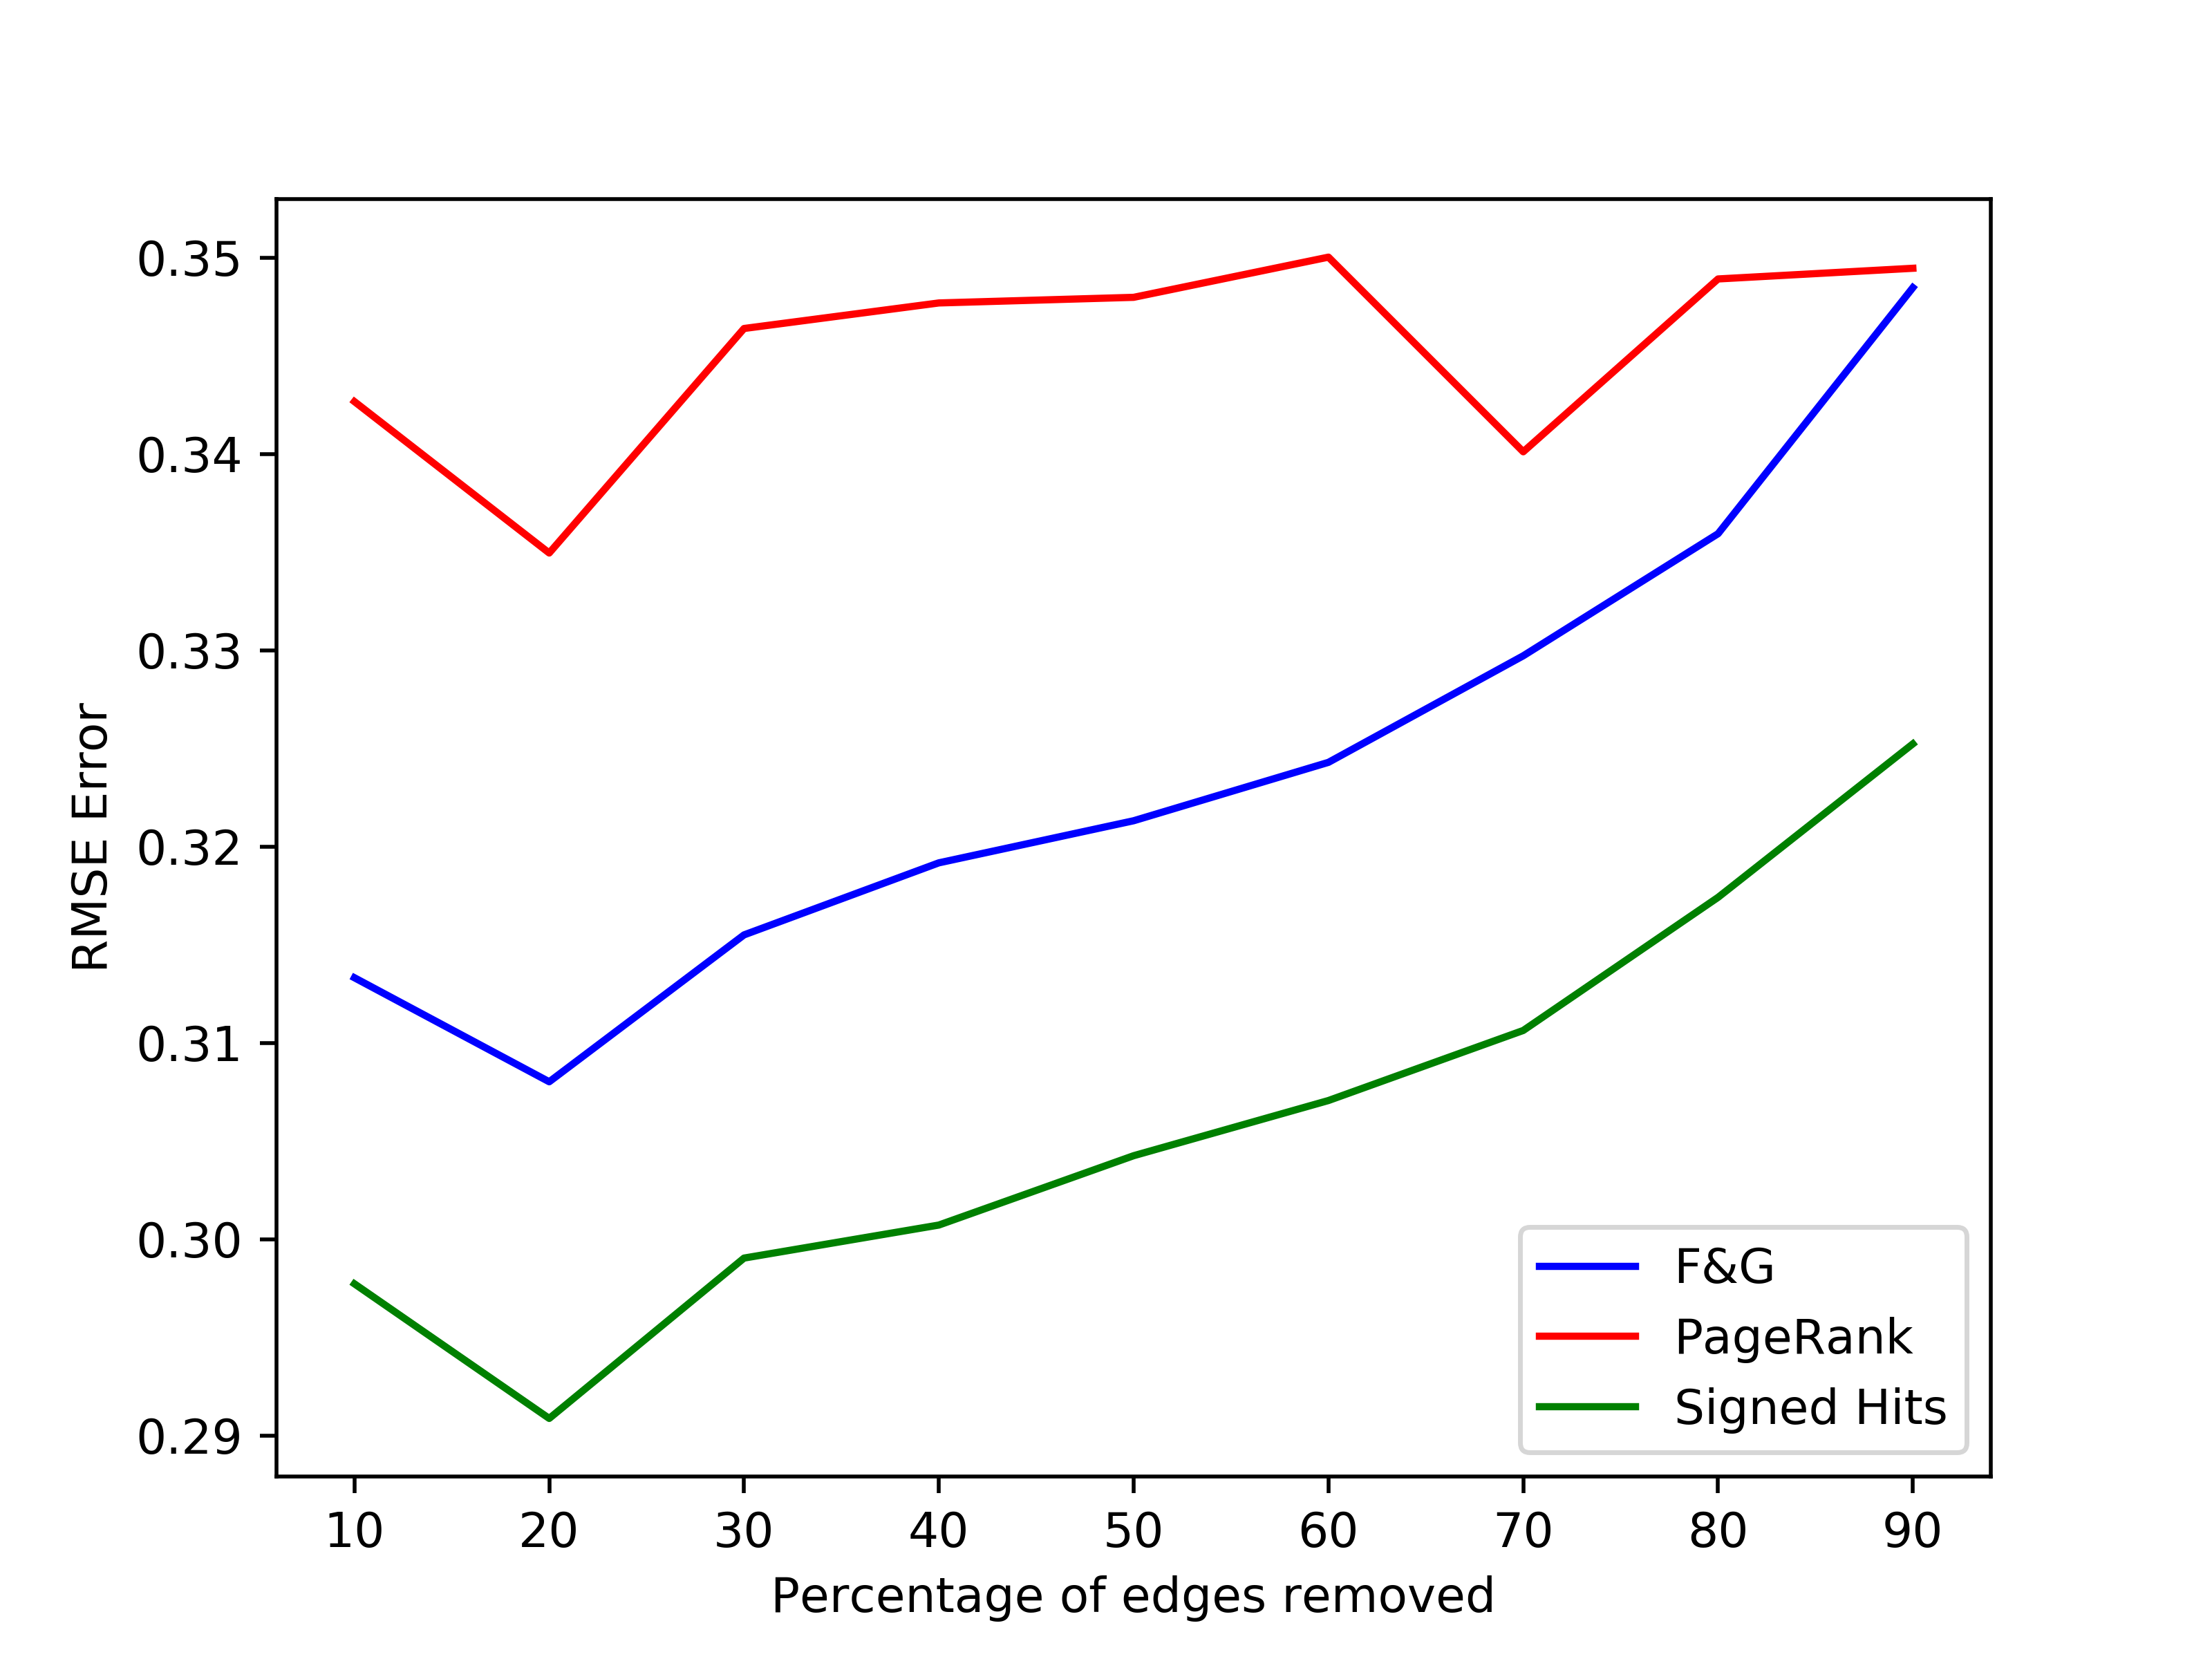 0.35
0.34
0.33
0.32
0.31
0.30
0.29
RMSE Error
10 20 30 40 50 60 70 80 90
Percentage of edges removed
F&G
PageRank
Signed Hits